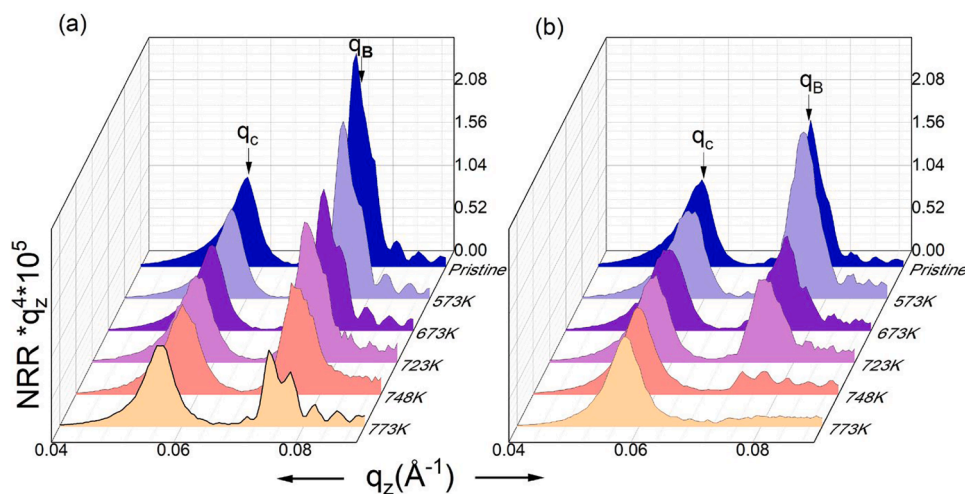 (a)
q_B
q_c
2.08
1.56
1.04
0.52
0.00
Pristine
573K
673K
723K
748K
773K
0.04
0.06
0.08
(b)
q_B
q_c
2.08
1.56
1.04
0.52
0.00
Pristine
573K
673K
723K
748K
773K
0.04
0.06
0.08
NRR *q_z^4*10^5
q_z(Å^-1)